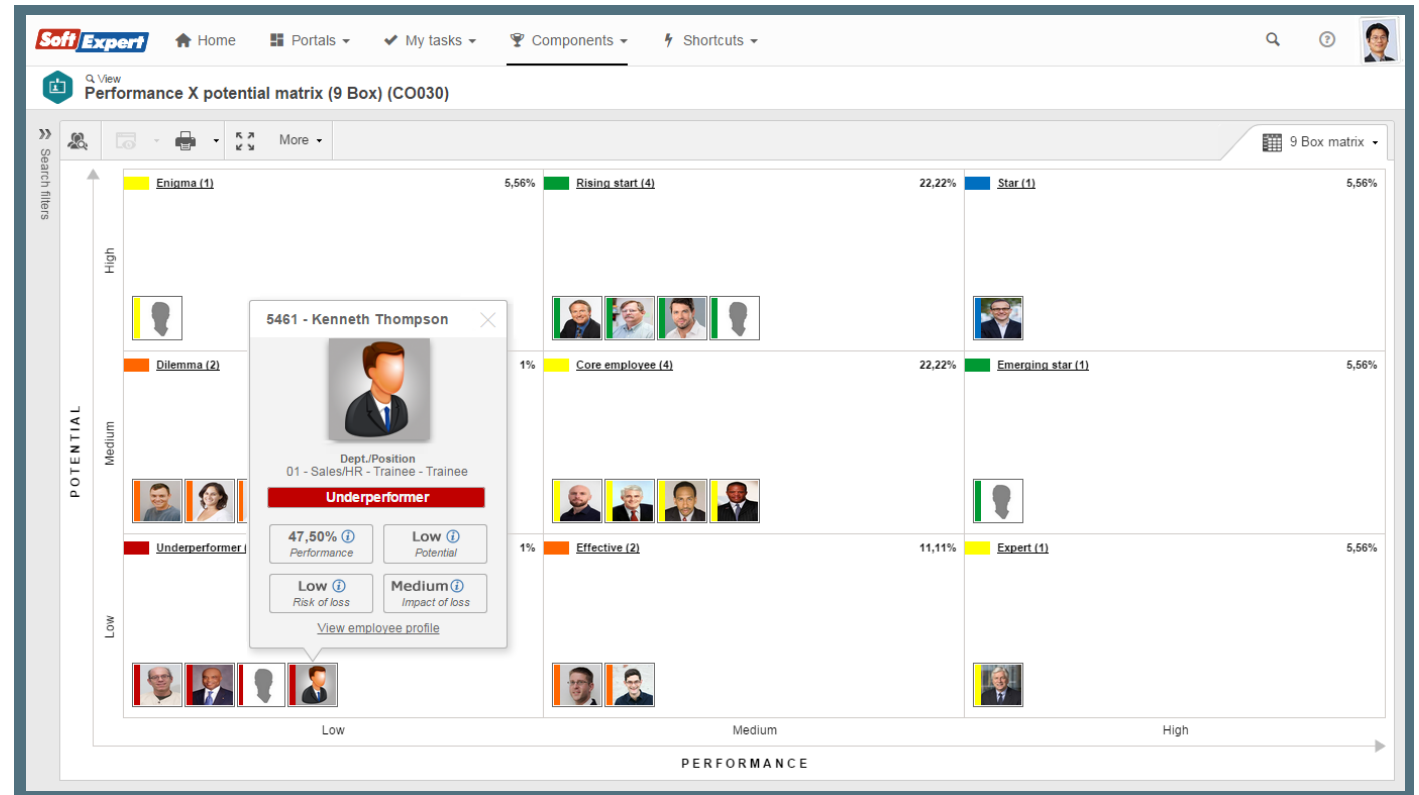 Soft Expert
Home
Portals
My tasks
Components
Shortcuts
View
Performance X potential matrix (9 Box) (CO030)
Search filters
More
9 Box matrix
POTENTIAL
High
Enigma (1)
5,56%
Rising start (4)
22,22%
Star (1)
5,56%
Medium
Dilemma (2)
1%
Core employee (4)
22,22%
Emerging star (1)
5,56%
Low
Underperformer (
1%
Effective (2)
11,11%
Expert (1)
5,56%
5461 - Kenneth Thompson
Dept./Position
01 - Sales/HR - Trainee - Trainee
Underperformer
47,50%
Performance
Low
Potential
Low
Risk of loss
Medium
Impact of loss
View employee profile
Low
Medium
High
PERFORMANCE